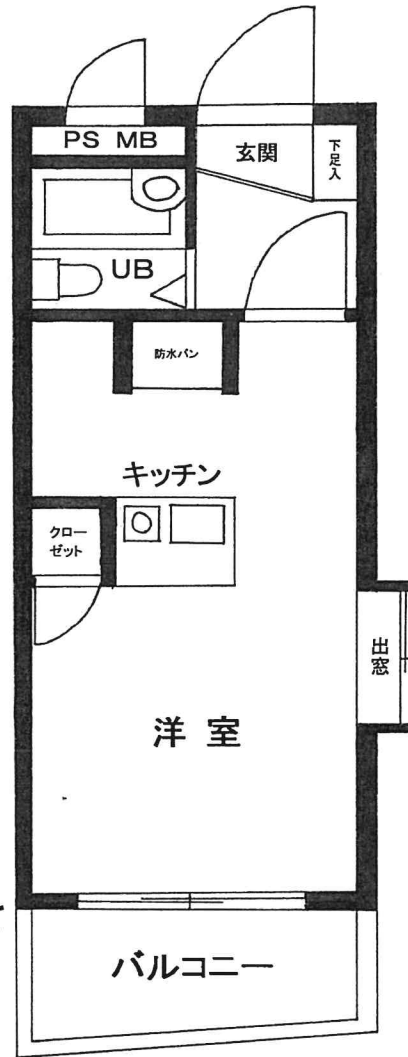 PS MB
玄関
下足入
UB
防水パン
キッチン
クロー
ゼット
出窓
洋室
バルコニー